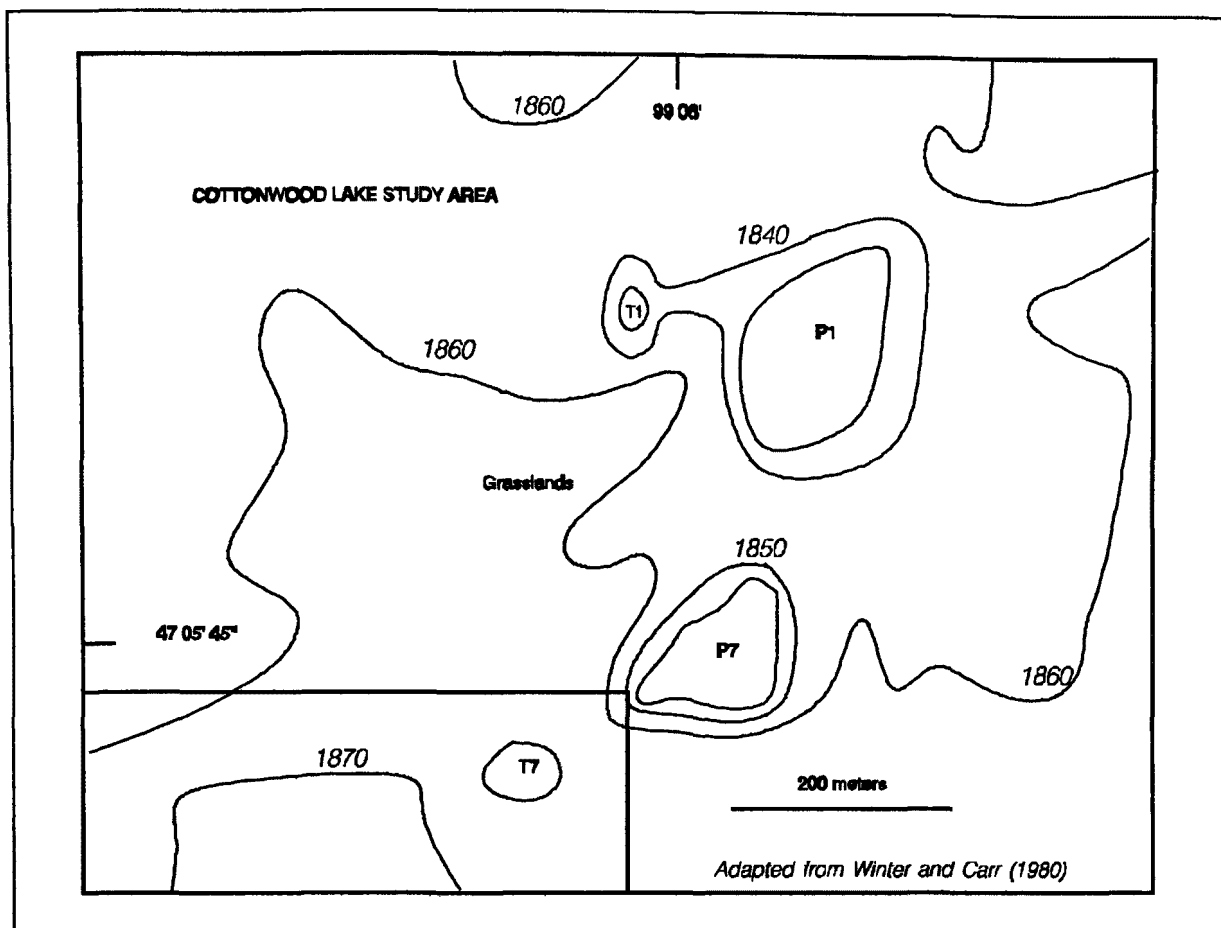 1860
99 06'
COTTONWOOD LAKE STUDY AREA
1840
T1
P1
1860
Grasslands
1850
47 05' 45"
P7
1860
T7
1870
200 meters
Adapted from Winter and Carr (1980)